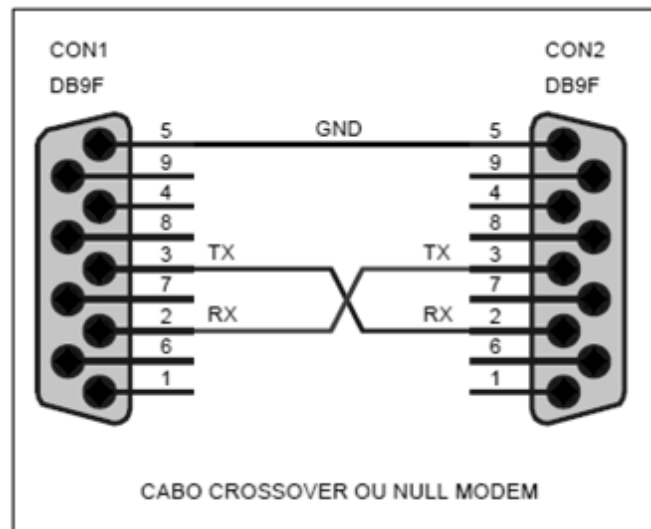 CON1 CON2
DB9F DB9F
5 GND 5
9 9
4 4
8 8
3 TX TX 3
7 7
2 RX RX 2
6 6
1 1
CABO CROSSOVER OU NULL MODEM